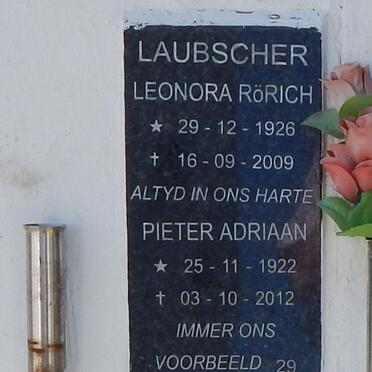 LAUBSCHER
LEONORA RöRICH
★ 29 - 12 - 1926
† 16 - 09 - 2009
ALTYD IN ONS HARTE
PIETER ADRIAAN
★ 25 - 11 - 1922
† 03 - 10 - 2012
IMMER ONS
VOORBEELD 29